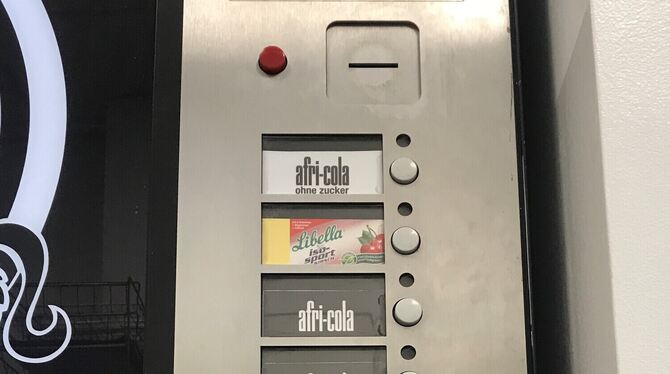 afri-cola
ohne zucker
Libella
iso-
sport
afri-cola